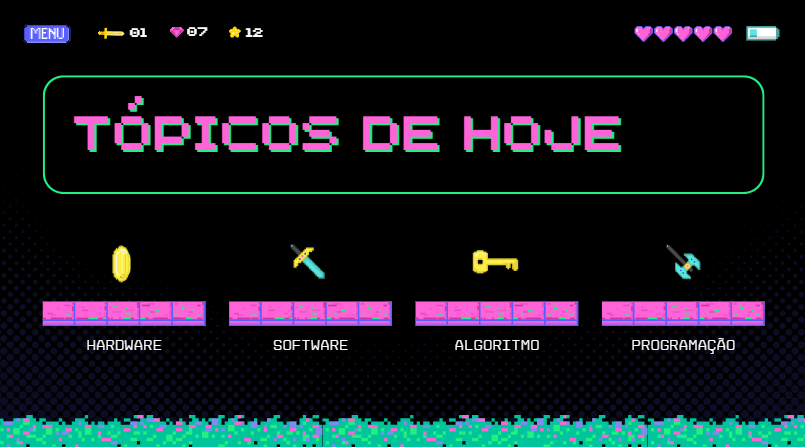 MENU 01 07 12
TÓPICOS DE HOJE
HARDWARE SOFTWARE ALGORITMO PROGRAMAÇÃO